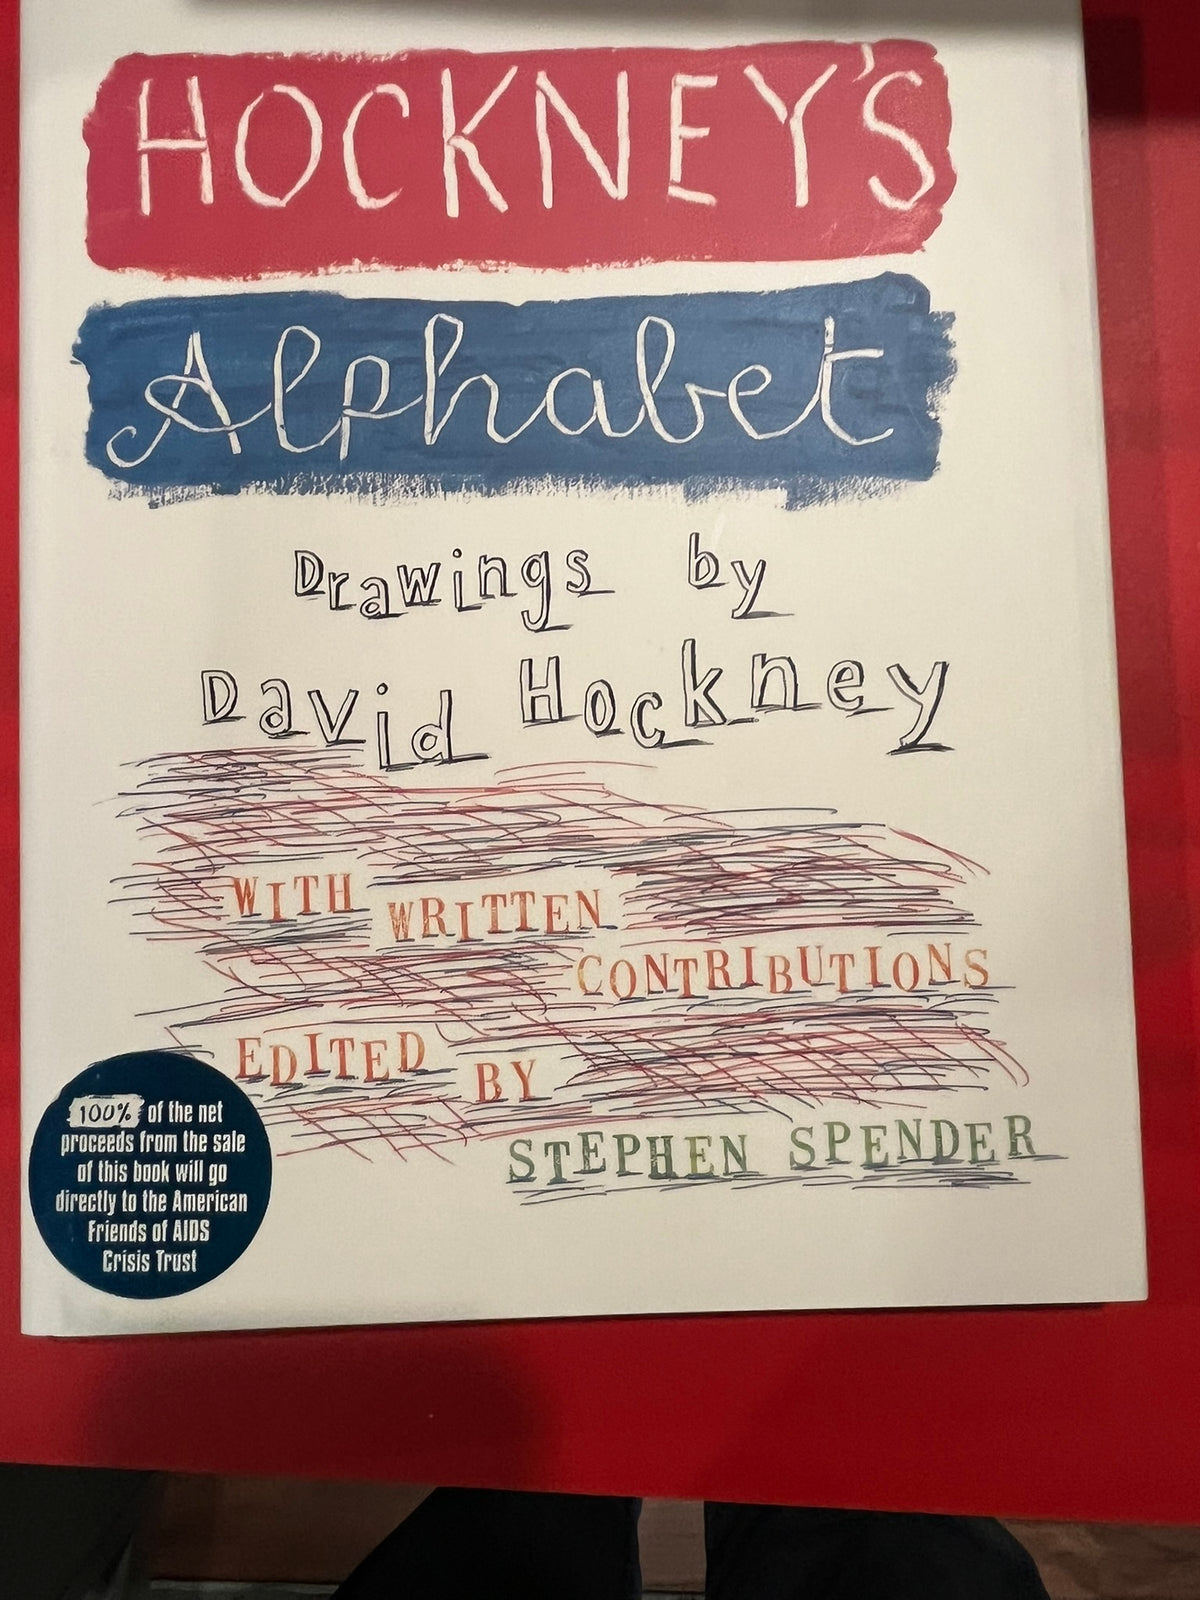 HOCKNEY'S
Alphabet
Drawings by
David Hockney
WITH WRITTEN
CONTRIBUTIONS
EDITED BY
STEPHEN SPENDER
100% of the net
proceeds from the sale
of this book will go
directly to the American
Friends of AIDS
Crisis Trust